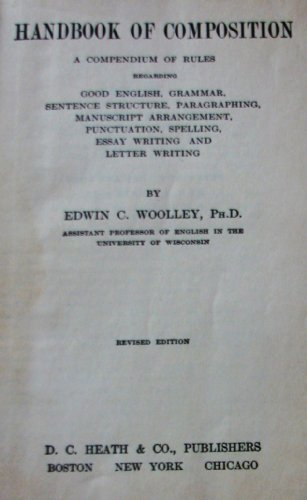 HANDBOOK OF COMPOSITION
A COMPENDIUM OF RULES
REGARDING
GOOD ENGLISH, GRAMMAR,
SENTENCE STRUCTURE, PARAGRAPHING,
MANUSCRIPT ARRANGEMENT,
PUNCTUATION, SPELLING,
ESSAY WRITING AND
LETTER WRITING
BY
EDWIN C. WOOLLEY, PH.D.
ASSISTANT PROFESSOR OF ENGLISH IN THE
UNIVERSITY OF WISCONSIN
REVISED EDITION
D. C. HEATH & CO., PUBLISHERS
BOSTON NEW YORK CHICAGO